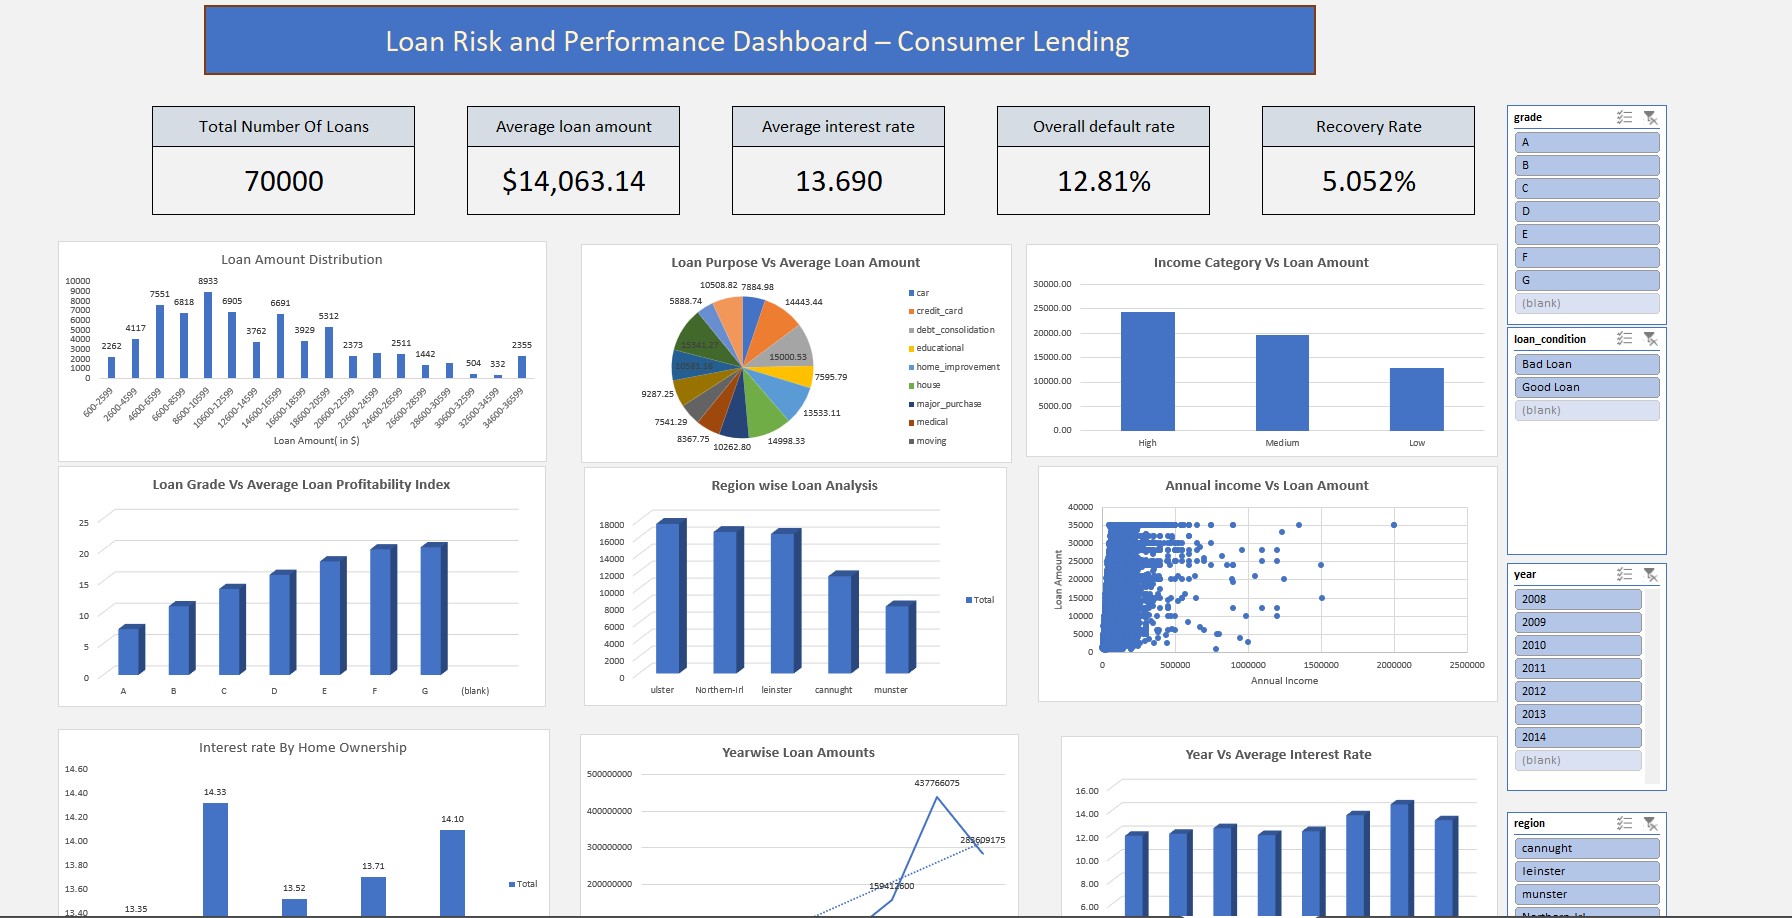 Loan Risk and Performance Dashboard – Consumer Lending
Total Number Of Loans
70000
Average loan amount
$14,063.14
Average interest rate
13.690
Overall default rate
12.81%
Recovery Rate
5.052%
grade
A
B
C
D
E
F
G
(blank)
loan_condition
Bad Loan
Good Loan
(blank)
year
2008
2009
2010
2011
2012
2013
2014
(blank)
region
cannught
leinster
munster
Northern-Irl
Loan Amount Distribution
10000
9000
8000
7000
6000
5000
4000
3000
2000
1000
0
2262
4117
7551
6818
8933
6905
3762
6691
3929
5312
2373
2511
1442
504
332
2355
600-2599
2600-4599
4600-6599
6600-8599
8600-10599
10600-12599
12600-14599
14600-16599
16600-18599
18600-20599
20600-22599
22600-24599
24600-26599
26600-28599
28600-30599
30600-32599
32600-34599
34600-36599
Loan Amount( in $)
Loan Purpose Vs Average Loan Amount
10508.82
7884.98
5888.74
14443.44
15000.53
7595.79
9287.25
13533.11
7541.29
8367.75
10262.80
14998.33
car
credit_card
debt_consolidation
educational
home_improvement
house
major_purchase
medical
moving
Income Category Vs Loan Amount
30000.00
25000.00
20000.00
15000.00
10000.00
5000.00
0.00
High
Medium
Low
Loan Grade Vs Average Loan Profitability Index
25
20
15
10
5
0
A
B
C
D
E
F
G
(blank)
Region wise Loan Analysis
18000
16000
14000
12000
10000
8000
6000
4000
2000
0
ulster
Northern-Irl
leinster
cannught
munster
Total
Annual income Vs Loan Amount
Loan Amount
40000
35000
30000
25000
20000
15000
10000
5000
0
0
500000
1000000
1500000
2000000
2500000
Annual Income
Interest rate By Home Ownership
14.60
14.40
14.20
14.00
13.80
13.60
13.40
13.35
14.33
13.52
13.71
14.10
Total
Yearwise Loan Amounts
500000000
400000000
300000000
200000000
437766075
283609175
159412600
Year Vs Average Interest Rate
16.00
14.00
12.00
10.00
8.00
6.00